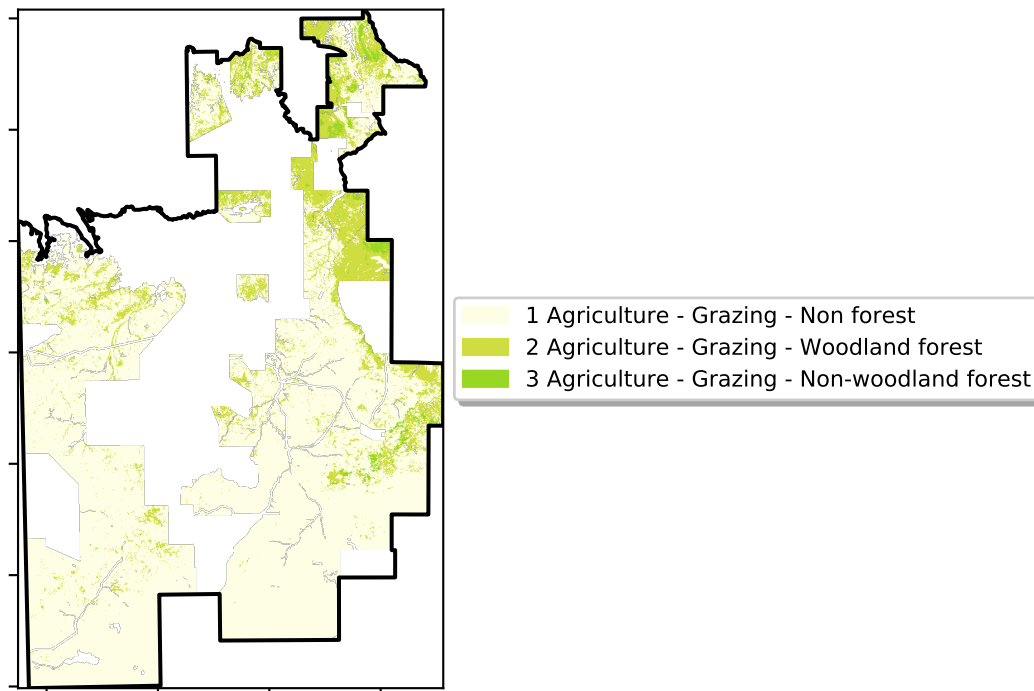 1 Agriculture - Grazing - Non forest
2 Agriculture - Grazing - Woodland forest
3 Agriculture - Grazing - Non-woodland forest